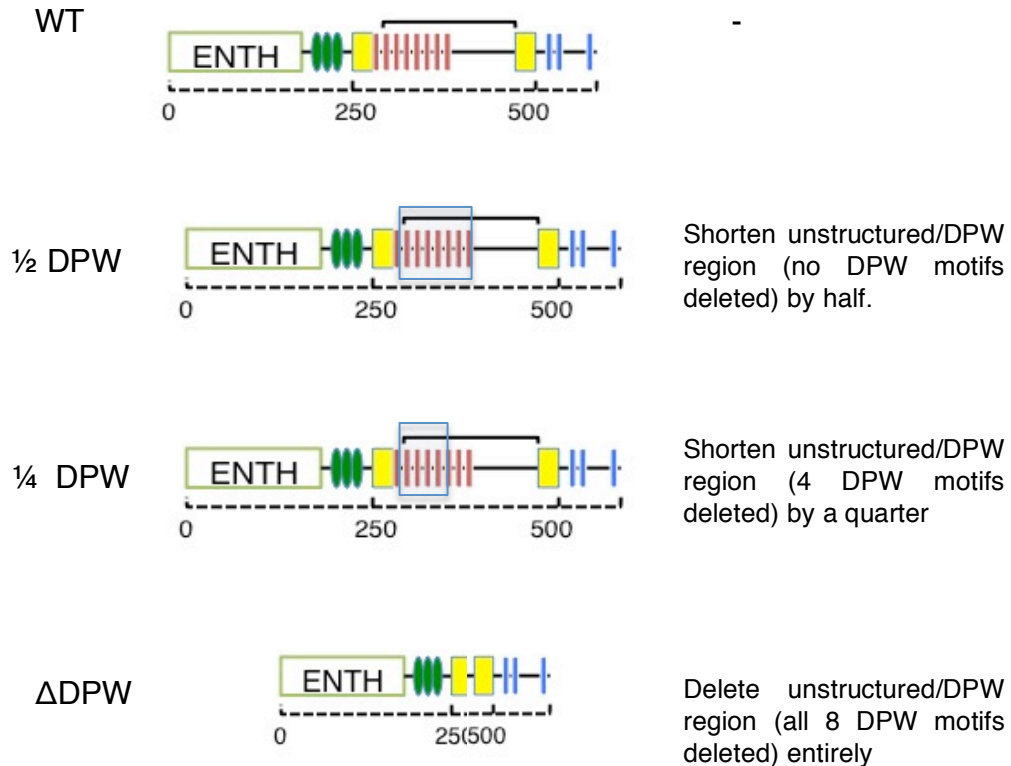 WT
-
ENTH
0 250 500
½ DPW
ENTH
0 250 500
Shorten unstructured/DPW
region (no DPW motifs
deleted) by half.
¼ DPW
ENTH
0 250 500
Shorten unstructured/DPW
region (4 DPW motifs
deleted) by a quarter
ΔDPW
ENTH
0 25(500
Delete unstructured/DPW
region (all 8 DPW motifs
deleted) entirely